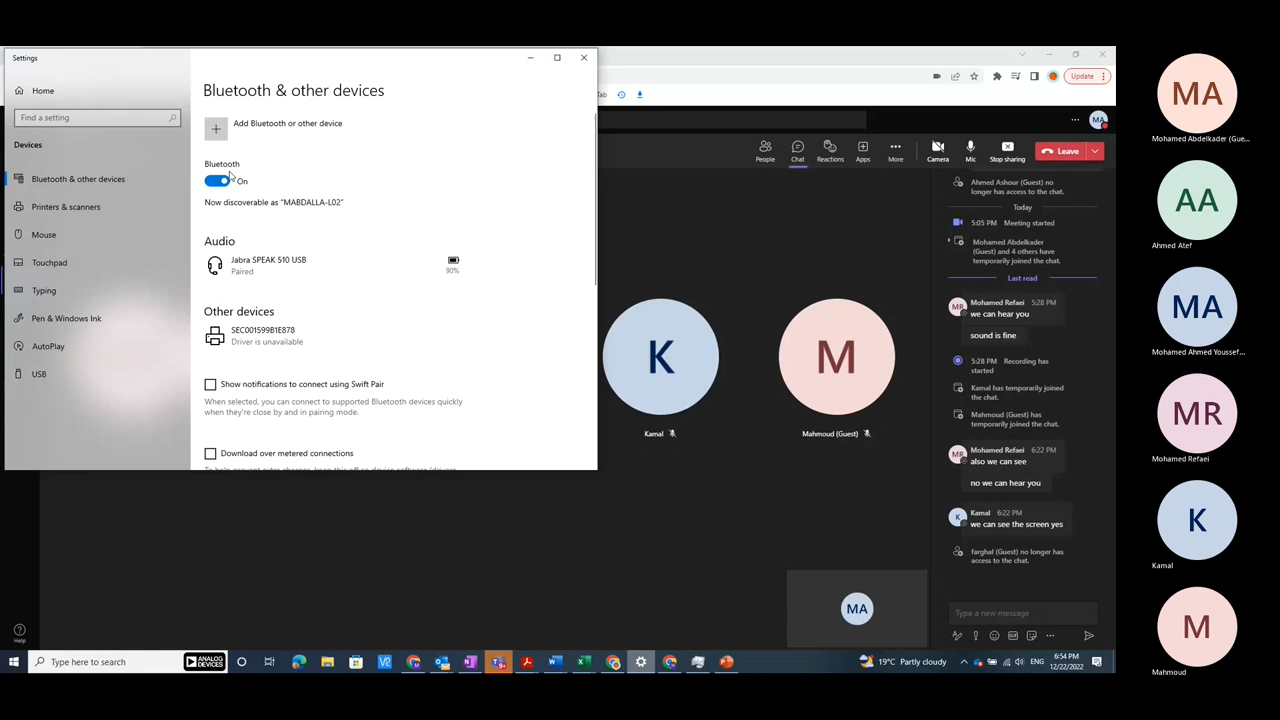 Settings
Home
Find a setting
Devices
Bluetooth & other devices
Printers & scanners
Mouse
Touchpad
Typing
Pen & Windows Ink
AutoPlay
USB
Bluetooth & other devices
Add Bluetooth or other device
Bluetooth
On
Now discoverable as "MABDALLA-L02"
Audio
Jabra SPEAK 510 USB
Paired
90%
Other devices
SEC001599B1E878
Driver is unavailable
Show notifications to connect using Swift Pair
When selected, you can connect to supported Bluetooth devices quickly
when they're close by and in pairing mode.
Download over metered connections
Update
Tab
MA
People
Chat
Reactions
Apps
More
Camera
Mic
Stop sharing
Leave
K
Kamal
M
Mahmoud (Guest)
MA
Ahmed Ashour (Guest) no
longer has access to the chat.
Today
5:05 PM Meeting started
Mohamed Abdelkader
(Guest) and 4 others have
temporarily joined the chat.
Last read
MR
Mohamed Refaei 5:28 PM
we can hear you
sound is fine
5:28 PM Recording has
started
Kamal has temporarily joined
the chat.
Mahmoud (Guest) has
temporarily joined the chat.
MR
Mohamed Refaei 6:22 PM
also we can see
no we can hear you
K
Kamal 6:22 PM
we can see the screen yes
farghal (Guest) no longer has
access to the chat.
Type a new message
Help
Type here to search
ANALOG
DEVICES
19°C Partly cloudy
ENG
6:54 PM
12/22/2022
MA
Mohamed Abdelkader (Gue...
AA
Ahmed Atef
MA
Mohamed Ahmed Youssef...
MR
Mohamed Refaei
K
Kamal
M
Mahmoud